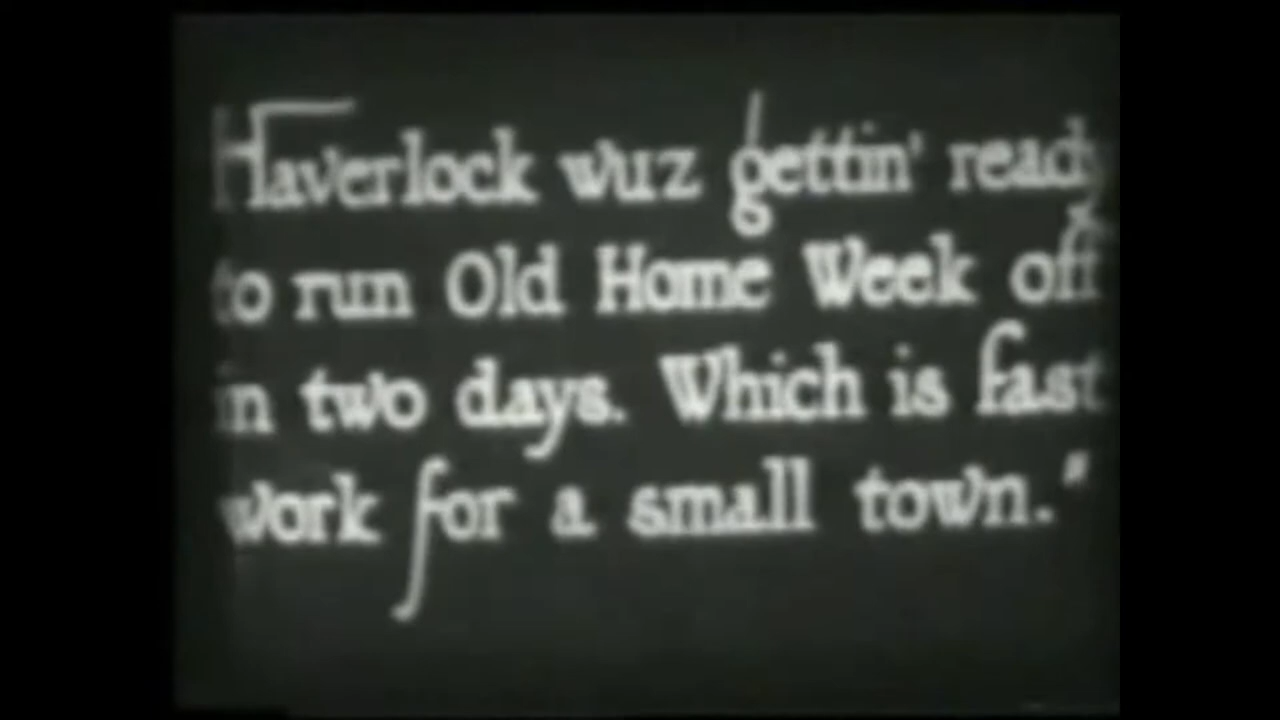 Haverlock wuz gettin' ready
to run Old Home Week off
in two days. Which is fast
work for a small town."